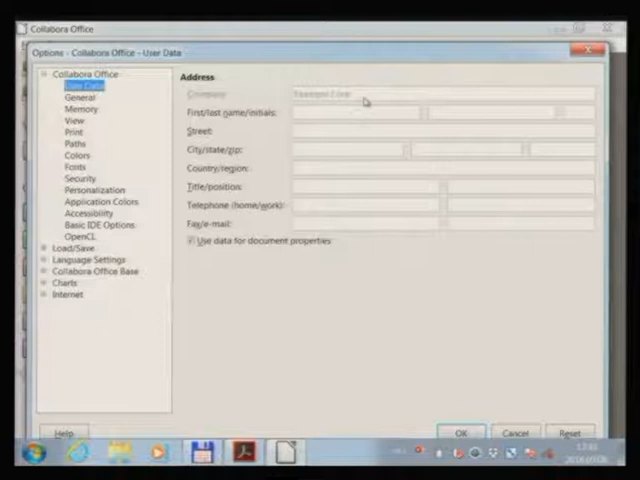 Collabora Office
Options - Collabora Office - User Data
Collabora Office
User Data
General
Memory
View
Print
Paths
Colors
Fonts
Security
Personalization
Application Colors
Accessibility
Basic IDE Options
OpenCL
Load/Save
Language Settings
Collabora Office Base
Charts
Internet
Address
Company:
First/last name/initials:
Street:
City/state/zip:
Country/region:
Title/position:
Telephone (home/work):
Fax/e-mail:
Use data for document properties
Help
OK
Cancel
Reset